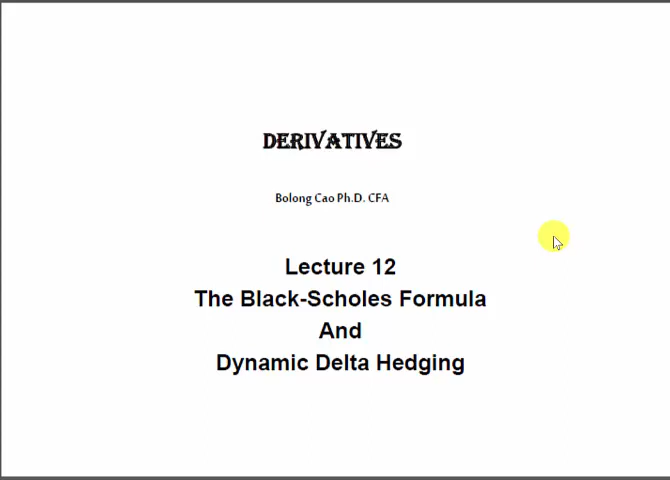 DERIVATIVES
Bolong Cao Ph.D. CFA
Lecture 12
The Black-Scholes Formula
And
Dynamic Delta Hedging